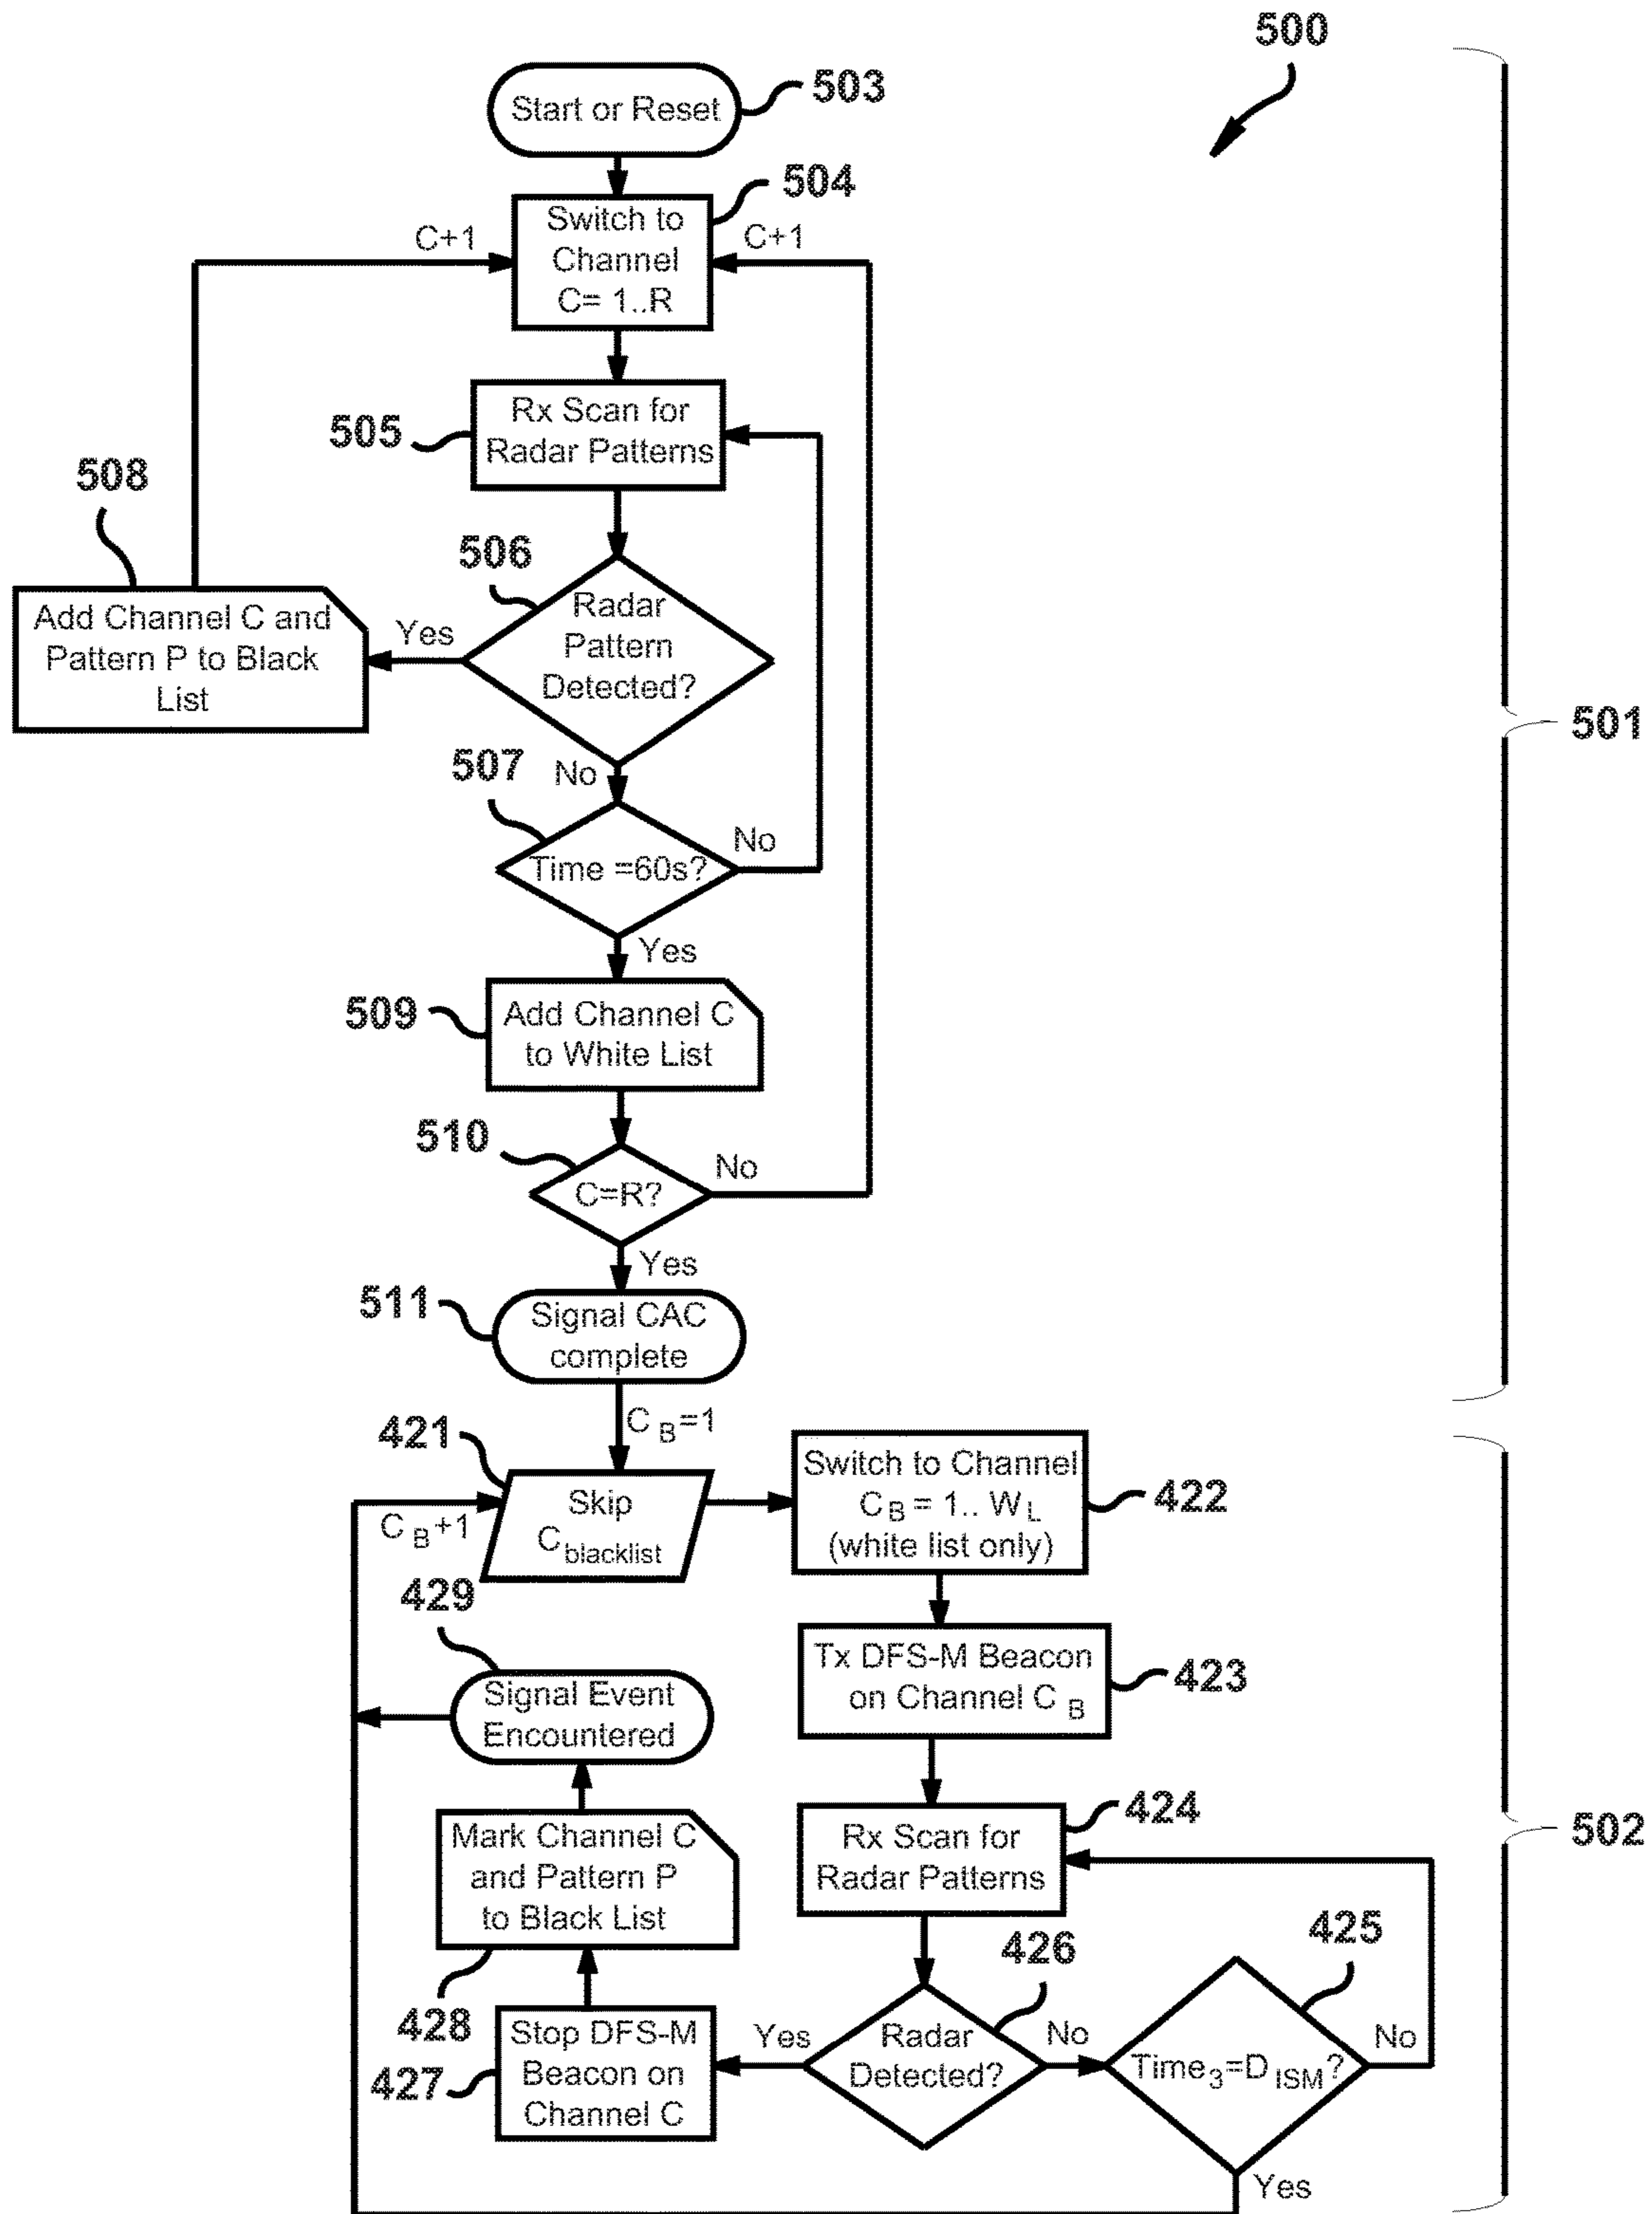 500
Start or Reset
503
504
Switch to
Channel
C= 1..R
C+1
C+1
Rx Scan for
Radar Patterns
505
508
506
Add Channel C and
Pattern P to Black
List
Yes
Radar
Pattern
Detected?
501
507
No
Time =60s?
No
Yes
509
Add Channel C
to White List
510
C=R?
No
Yes
511
Signal CAC
complete
C B=1
421
Skip
C blacklist
C B+1
Switch to Channel
C B = 1.. W L
(white list only)
422
429
Signal Event
Encountered
Tx DFS-M Beacon
on Channel C B
423
Mark Channel C
and Pattern P
to Black List
428
Rx Scan for
Radar Patterns
424
502
427
Stop DFS-M
Beacon on
Channel C
Yes
Radar
Detected?
426
No
425
Time3=D ISM?
No
Yes